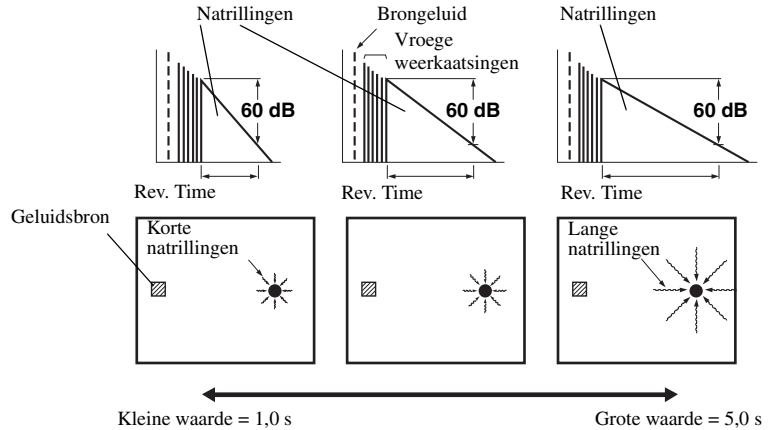 Natrillingen
Brongeluid
Natrillingen
Vroege
weerkaatsingen
60 dB
60 dB
60 dB
Rev. Time
Rev. Time
Rev. Time
Geluidsbron
Korte
natrillingen
Lange
natrillingen
Kleine waarde = 1,0 s
Grote waarde = 5,0 s